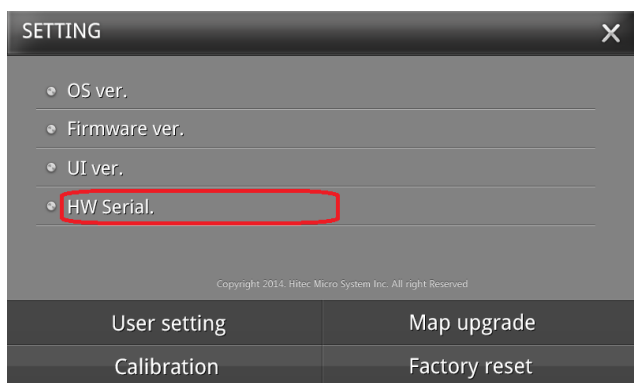 SETTING
OS ver.
Firmware ver.
UI ver.
HW Serial.
Copyright 2014. Hitec Micro System Inc. All right Reserved
User setting Map upgrade
Calibration Factory reset